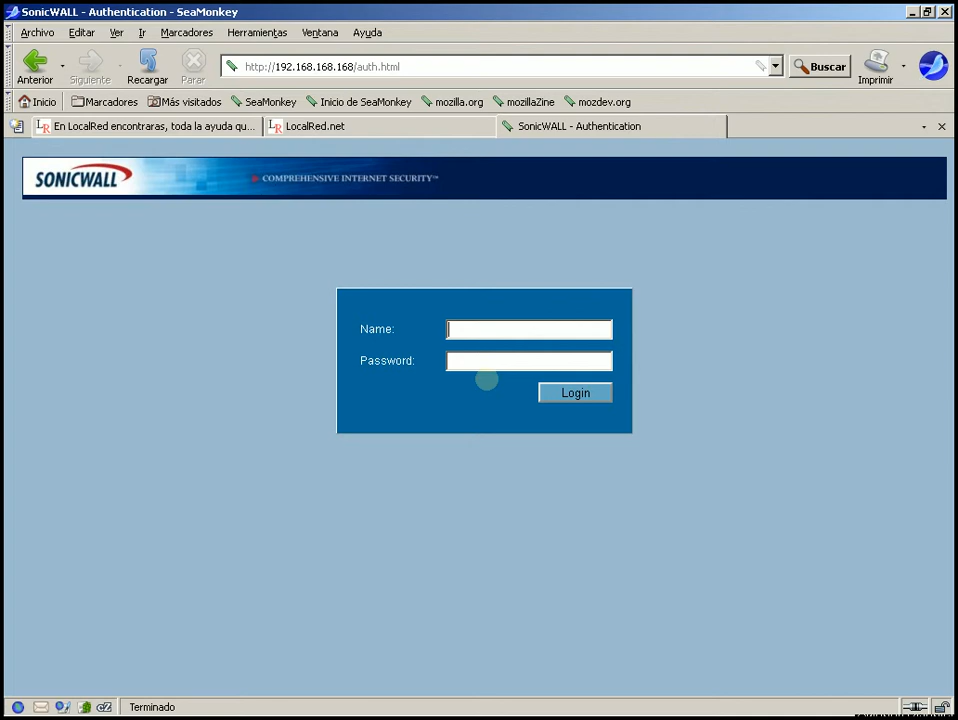 SonicWALL - Authentication - SeaMonkey
Archivo Editar Ver Ir Marcadores Herramientas Ventana Ayuda
http://192.168.168.168/auth.html Buscar
Anterior Siguiente Recargar Parar Imprimir
Inicio Marcadores Más visitados SeaMonkey Inicio de SeaMonkey mozilla.org mozillaZine mozdev.org
En LocalRed encontraras, toda la ayuda qu... LocalRed.net SonicWALL - Authentication
SONICWALL COMPREHENSIVE INTERNET SECURITY™
Name:
Password:
Login
Terminado